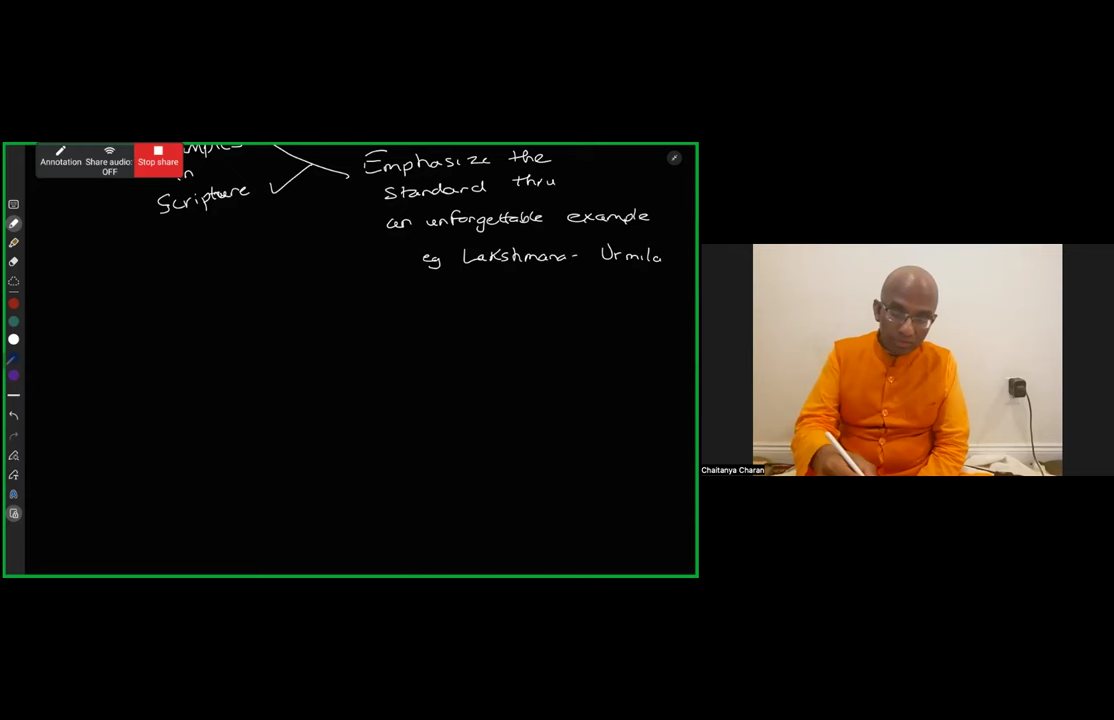 Annotation
Share audio: OFF
Stop share
in
Scripture
Emphasize the
Standard thru
an unforgettable example
eg Lakshmana- Urmila
Chaitanya Charan